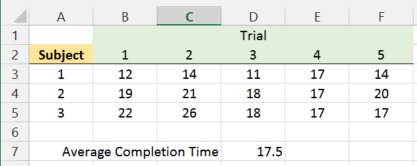 A B C D E F
1 Trial
2 Subject 1 2 3 4 5
3 1 12 14 11 17 14
4 2 19 21 18 17 20
5 3 22 26 18 17 17
6
7 Average Completion Time 17.5